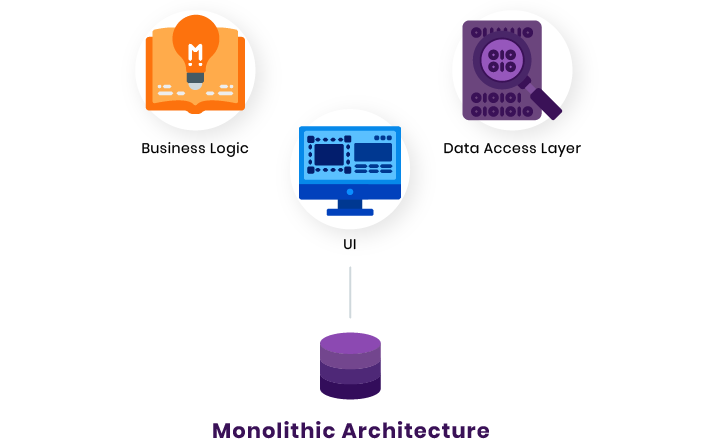 M
Business Logic
Data Access Layer
UI
Monolithic Architecture